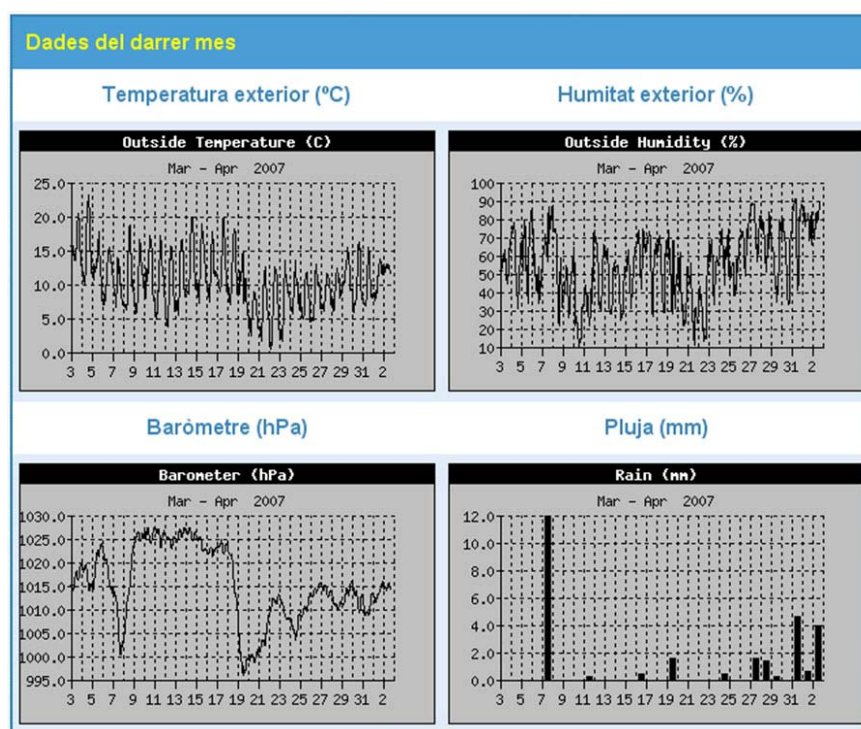 Dades del darrer mes
Temperatura exterior (ºC)
Humitat exterior (%)
Outside Temperature (C)
Mar - Apr 2007
25.0
20.0
15.0
10.0
5.0
0.0
3 5 7 9 11 13 15 17 19 21 23 25 27 29 31 2
Outside Humidity (%)
Mar - Apr 2007
100
90
80
70
60
50
40
30
20
10
3 5 7 9 11 13 15 17 19 21 23 25 27 29 31 2
Baròmetre (hPa)
Pluja (mm)
Barometer (hPa)
Mar - Apr 2007
1030.0
1025.0
1020.0
1015.0
1010.0
1005.0
1000.0
995.0
3 5 7 9 11 13 15 17 19 21 23 25 27 29 31 2
Rain (mm)
Mar - Apr 2007
12.0
10.0
8.0
6.0
4.0
2.0
0.0
3 5 7 9 11 13 15 17 19 21 23 25 27 29 31 2